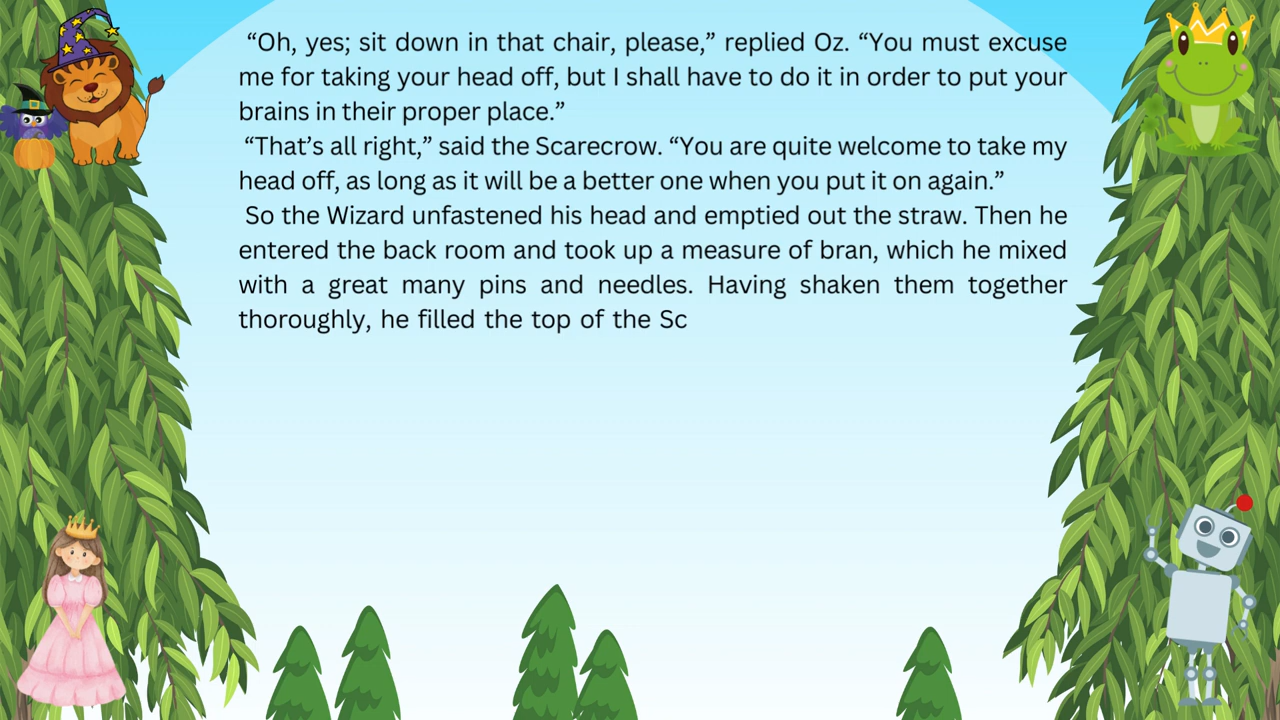 “Oh, yes; sit down in that chair, please,” replied Oz. “You must excuse
me for taking your head off, but I shall have to do it in order to put your
brains in their proper place.”
“That’s all right,” said the Scarecrow. “You are quite welcome to take my
head off, as long as it will be a better one when you put it on again.”
So the Wizard unfastened his head and emptied out the straw. Then he
entered the back room and took up a measure of bran, which he mixed
with a great many pins and needles. Having shaken them together
thoroughly, he filled the top of the Sc